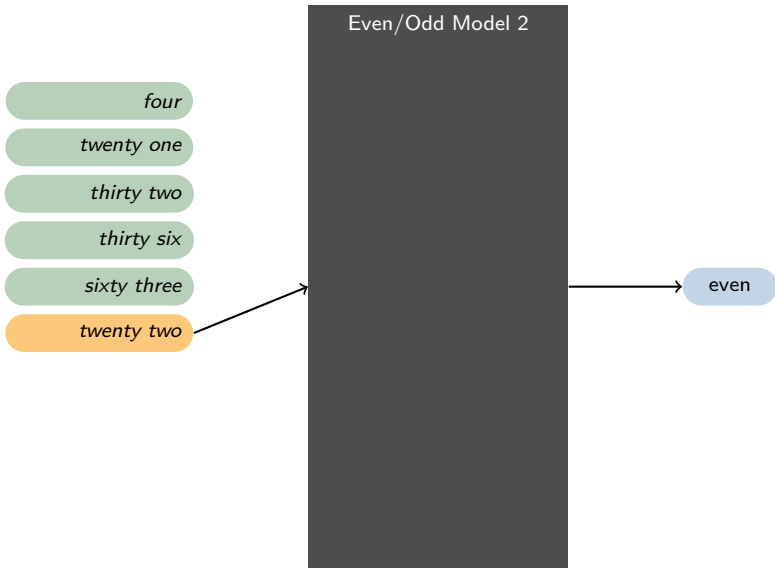 Even/Odd Model 2
four
twenty one
thirty two
thirty six
sixty three
twenty two
even